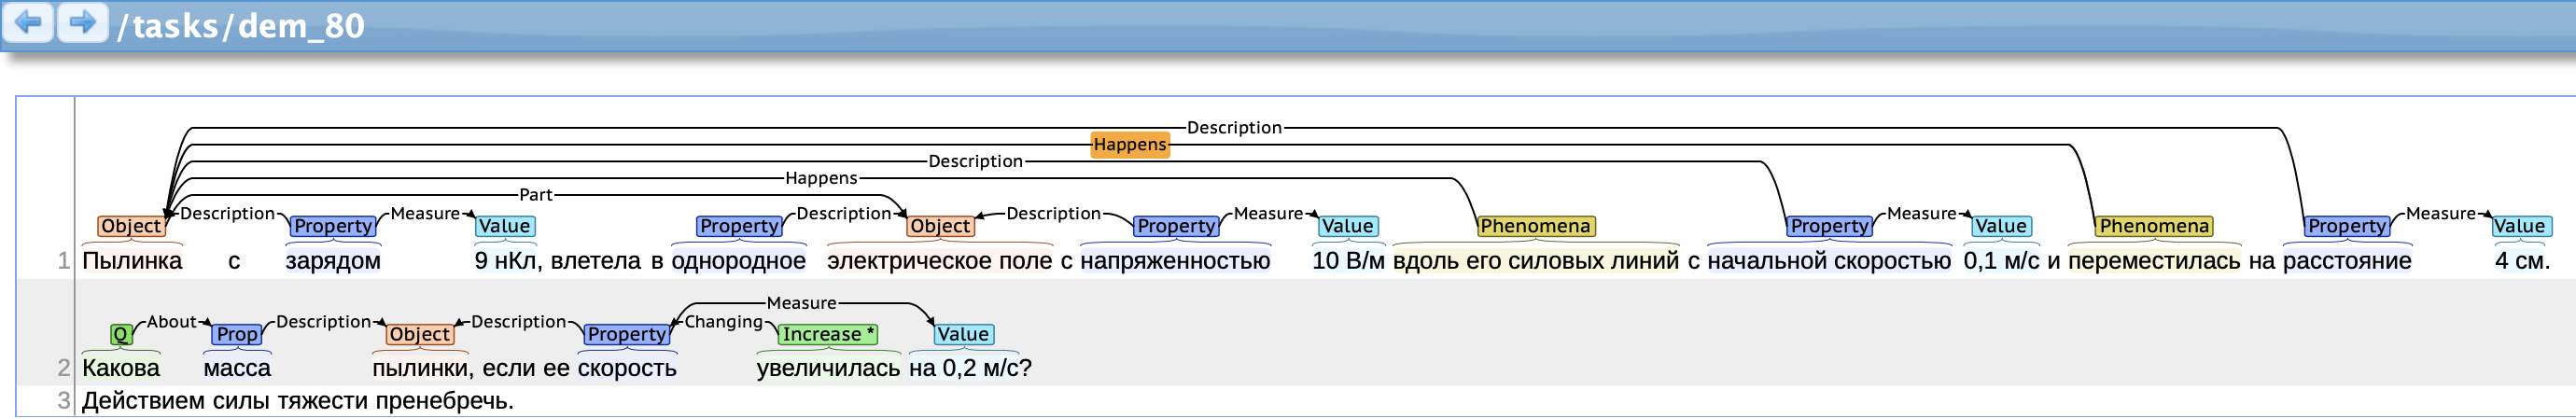 /tasks/dem_80
Description
Happens
Description
Happens
Part
Description Measure Description Description Measure Measure Measure
Object Property Value Property Object Property Value Phenomena Property Value Phenomena Property Value
1 Пылинка с зарядом 9 нКл, влетела в однородное электрическое поле с напряженностью 10 В/м вдоль его силовых линий с начальной скоростью 0,1 м/с и переместилась на расстояние 4 см.
Measure
About Description Description Changing
Q Prop Object Property Increase * Value
2 Какова масса пылинки, если ее скорость увеличилась на 0,2 м/с?
3 Действием силы тяжести пренебречь.